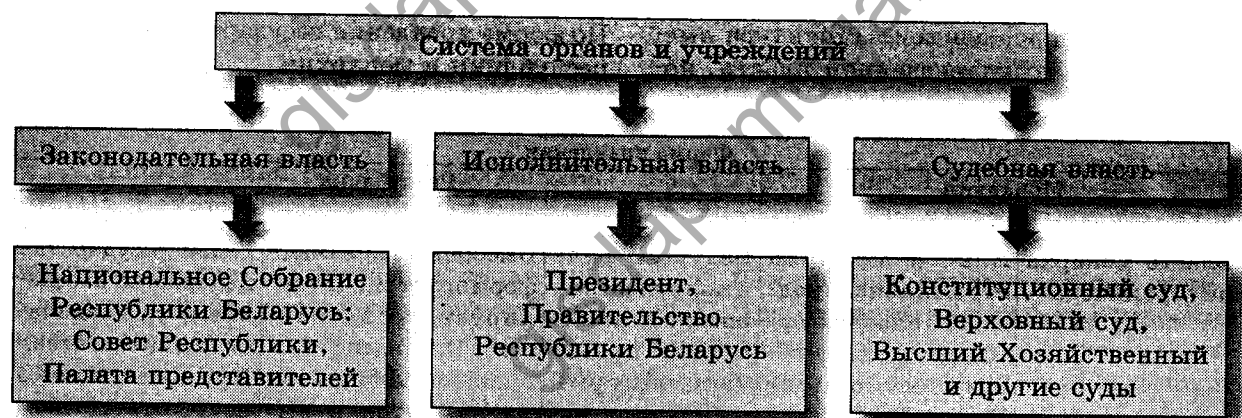 Система органов и учреждений
Законодательная власть
Исполнительная власть
Судебная власть
Национальное Собрание
Республики Беларусь:
Совет Республики,
Палата представителей
Президент,
Правительство
Республики Беларусь
Конституционный суд,
Верховный суд,
Высший Хозяйственный
и другие суды